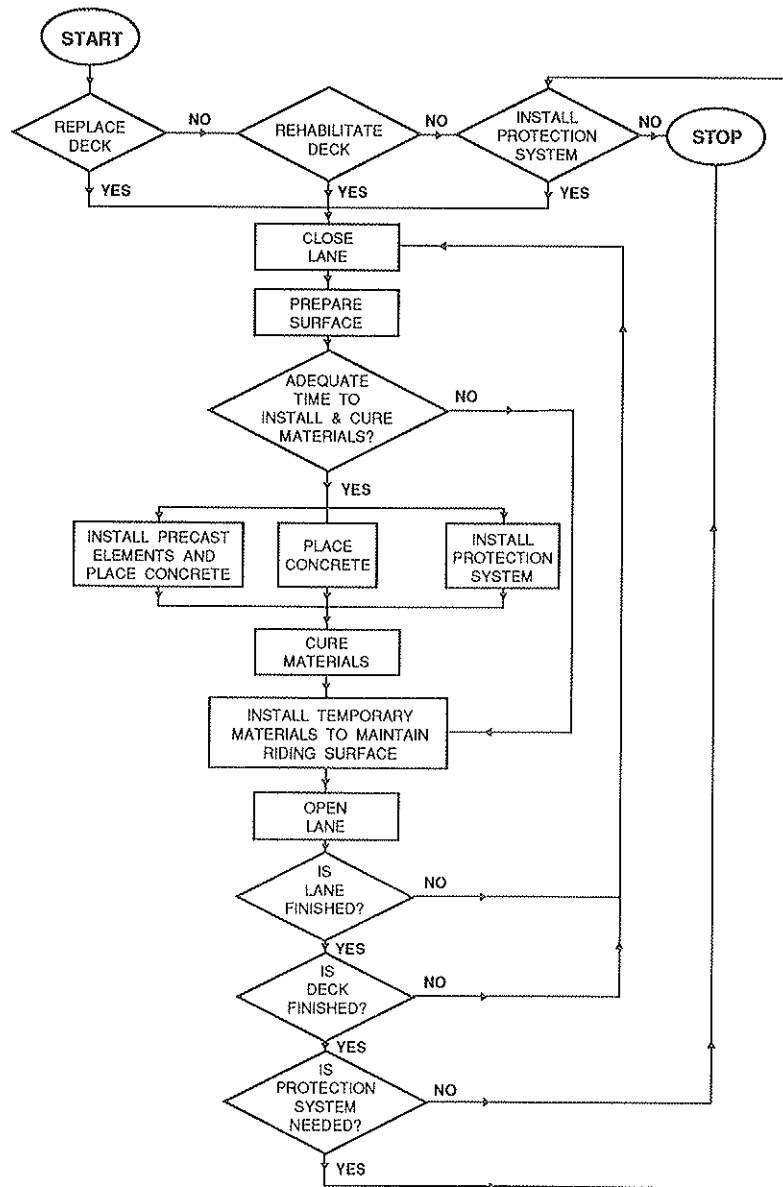 START
REPLACE
DECK
NO
REHABILITATE
DECK
NO
INSTALL
PROTECTION
SYSTEM
NO
STOP
YES
YES
YES
CLOSE
LANE
PREPARE
SURFACE
ADEQUATE
TIME TO
INSTALL & CURE
MATERIALS?
NO
YES
INSTALL PRECAST
ELEMENTS AND
PLACE CONCRETE
PLACE
CONCRETE
INSTALL
PROTECTION
SYSTEM
CURE
MATERIALS
INSTALL TEMPORARY
MATERIALS TO MAINTAIN
RIDING SURFACE
OPEN
LANE
IS
LANE
FINISHED?
NO
YES
IS
DECK
FINISHED?
NO
YES
IS
PROTECTION
SYSTEM
NEEDED?
NO
YES